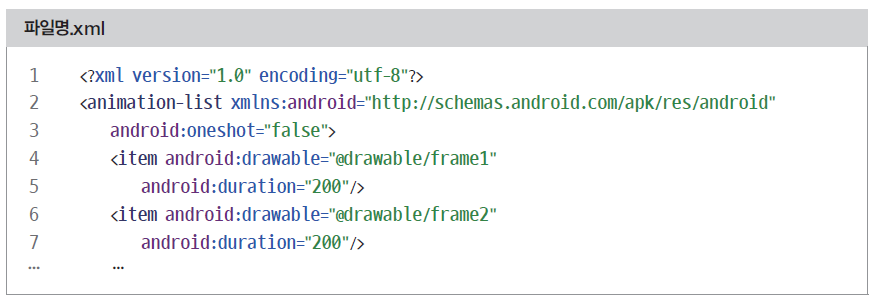 파일명.xml
1 <?xml version="1.0" encoding="utf-8"?>
2 <animation-list xmlns:android="http://schemas.android.com/apk/res/android"
3 android:oneshot="false">
4 <item android:drawable="@drawable/frame1"
5 android:duration="200"/>
6 <item android:drawable="@drawable/frame2"
7 android:duration="200"/>
… …